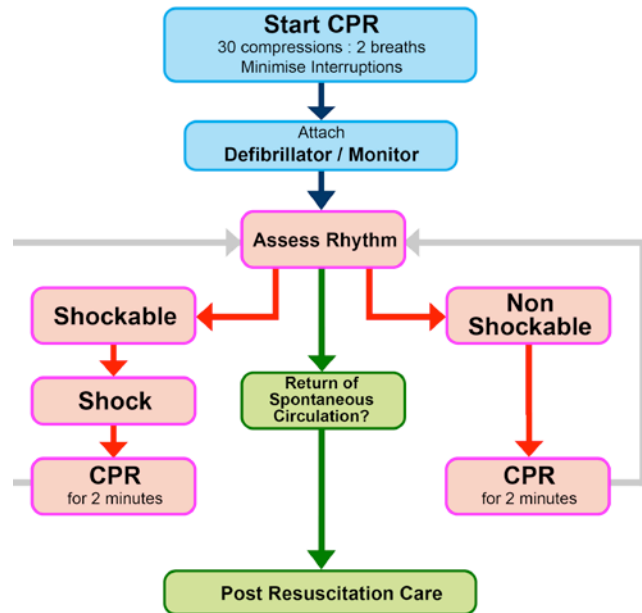 Start CPR
30 compressions : 2 breaths
Minimise Interruptions
Attach
Defibrillator / Monitor
Assess Rhythm
Shockable
Non
Shockable
Shock
Return of
Spontaneous
Circulation?
CPR
for 2 minutes
CPR
for 2 minutes
Post Resuscitation Care